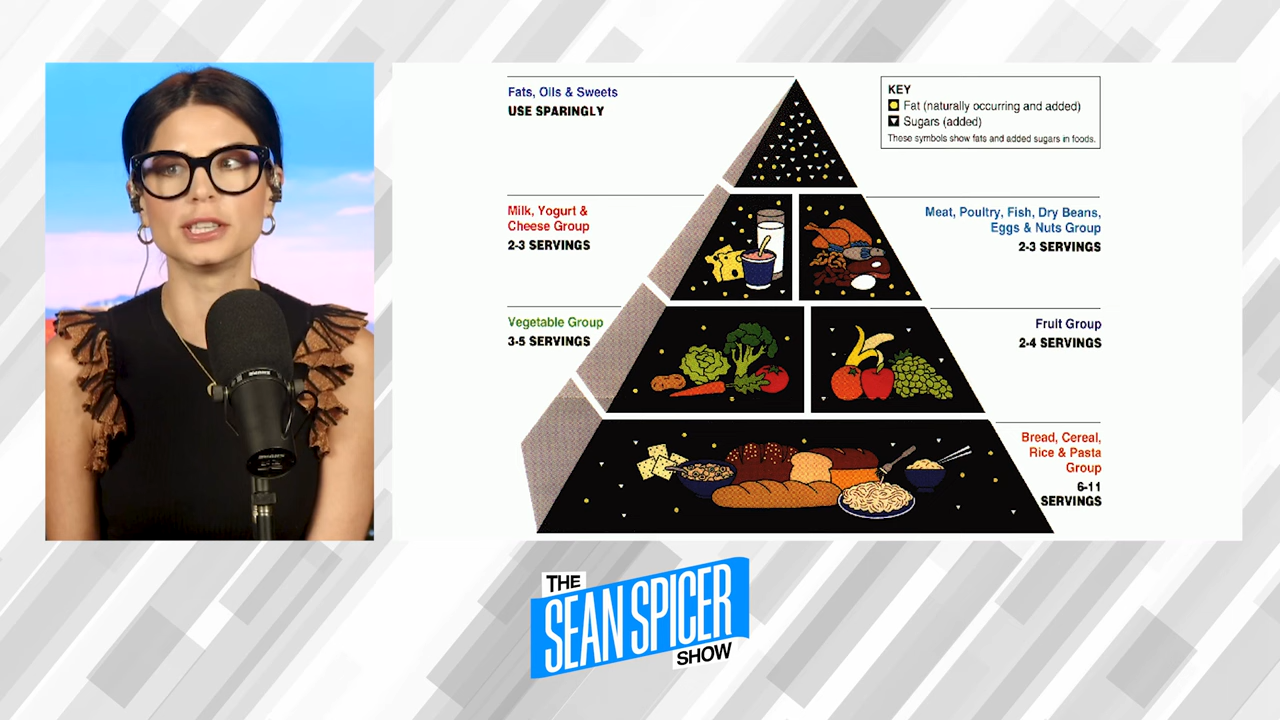 Fats, Oils & Sweets
USE SPARINGLY
KEY
Fat (naturally occurring and added)
Sugars (added)
These symbols show fats and added sugars in foods.
Milk, Yogurt &
Cheese Group
2-3 SERVINGS
Meat, Poultry, Fish, Dry Beans,
Eggs & Nuts Group
2-3 SERVINGS
Vegetable Group
3-5 SERVINGS
Fruit Group
2-4 SERVINGS
Bread, Cereal,
Rice & Pasta
Group
6-11
SERVINGS
THE
SEAN SPICER
SHOW